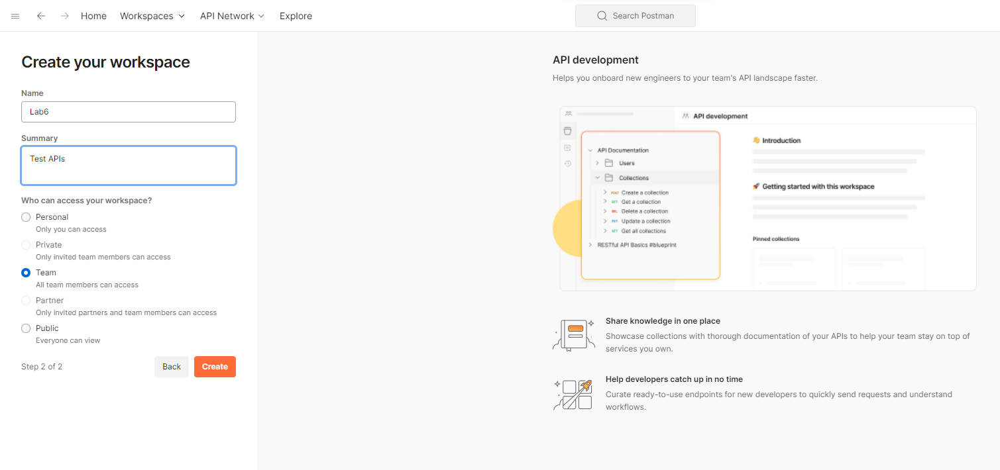 Home
Workspaces
API Network
Explore
Search Postman
Create your workspace
Name
Lab6
Summary
Test APIs
Who can access your workspace?
Personal
Only you can access
Private
Only invited team members can access
Team
All team members can access
Partner
Only invited partners and team members can access
Public
Everyone can view
Step 2 of 2
Back
Create
API development
Helps you onboard new engineers to your team's API landscape faster.
API development
API Documentation
Users
Collections
POST Create a collection
GET Get a collection
DEL Delete a collection
PUT Update a collection
GET Get all collections
RESTful API Basics #blueprint
👋 Introduction
🚀 Getting started with this workspace
Pinned collections
Share knowledge in one place
Showcase collections with thorough documentation of your APIs to help your team stay on top of
services you own.
Help developers catch up in no time
Curate ready-to-use endpoints for new developers to quickly send requests and understand
workflows.